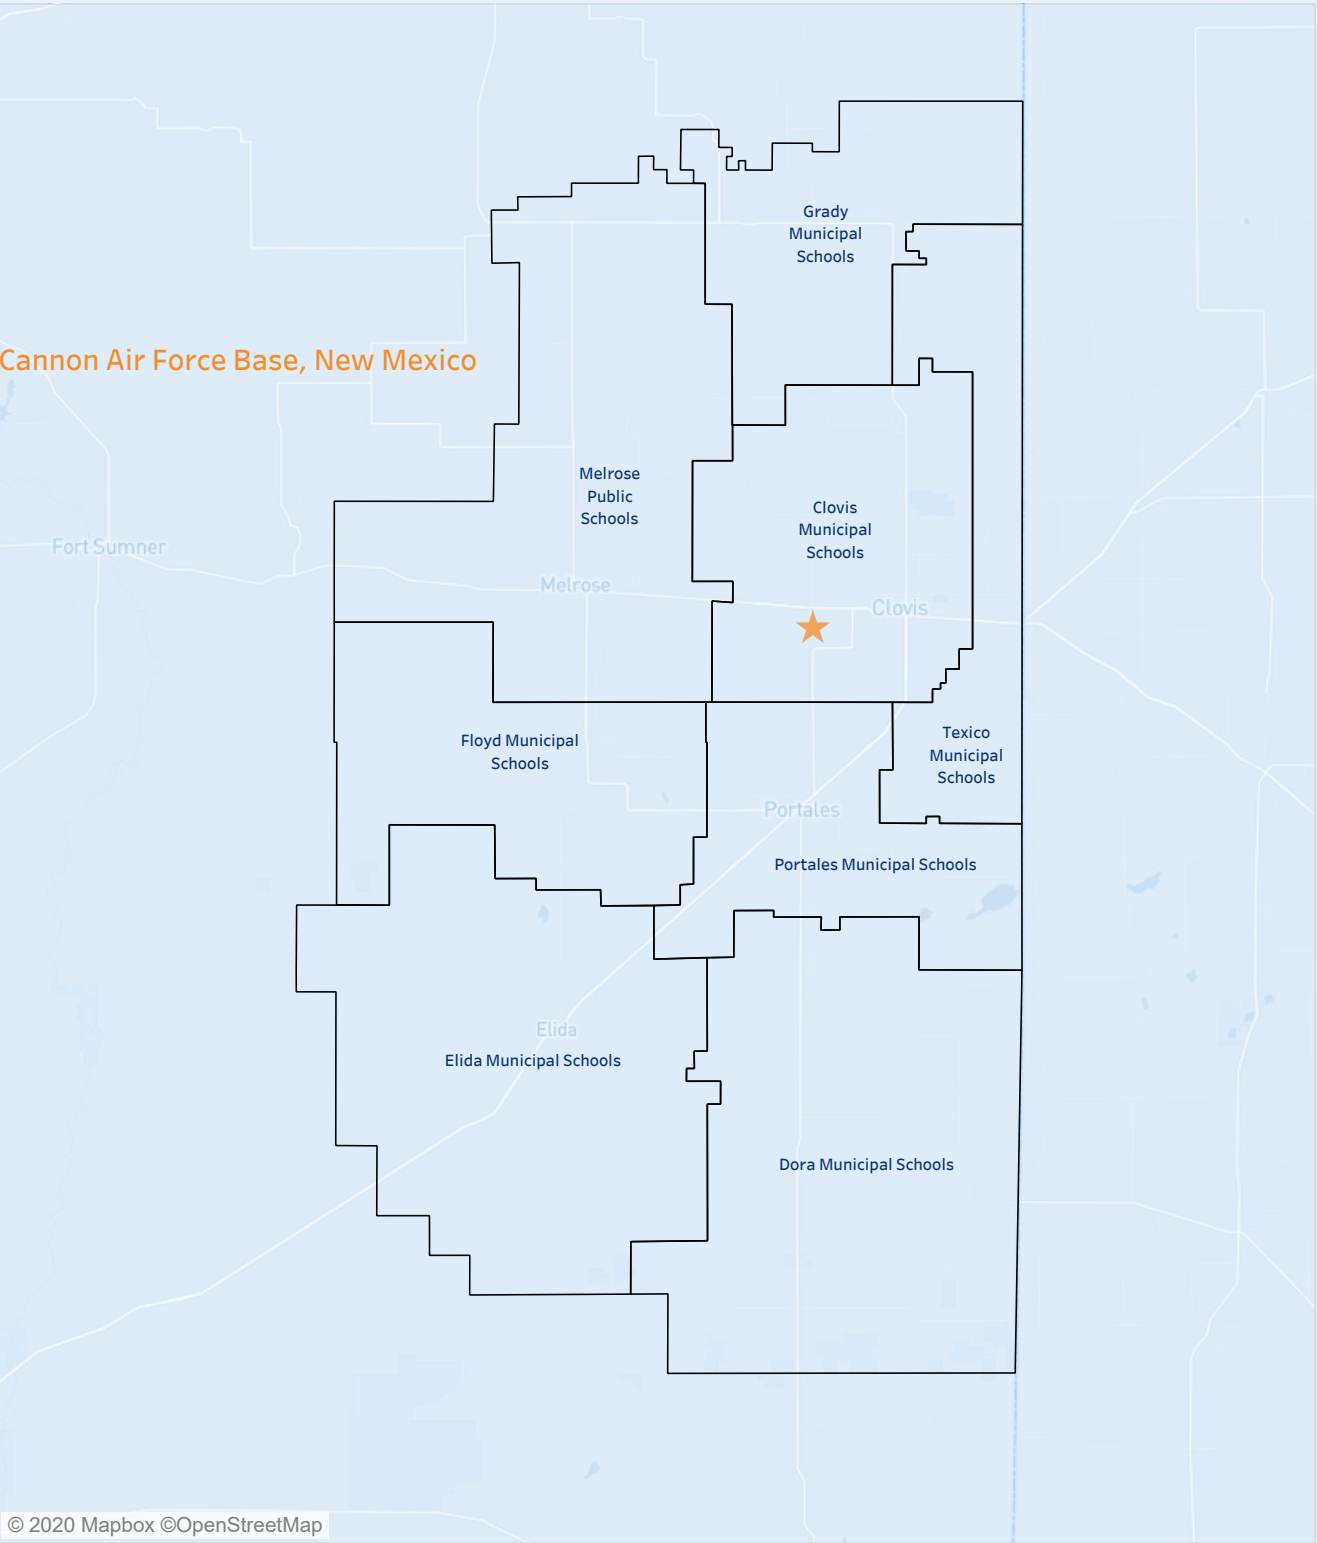 Grady
Municipal
Schools
Cannon Air Force Base, New Mexico
Melrose
Public
Schools
Clovis
Municipal
Schools
Fort Sumner
Melrose
Clovis
Floyd Municipal
Schools
Texico
Municipal
Schools
Portales
Portales Municipal Schools
Elida
Elida Municipal Schools
Dora Municipal Schools
© 2020 Mapbox ©OpenStreetMap